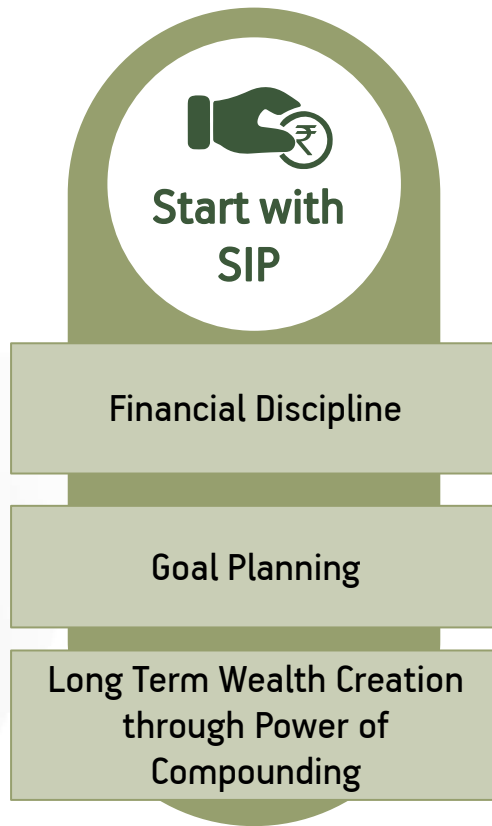 ₹
Start with
SIP
Financial Discipline
Goal Planning
Long Term Wealth Creation
through Power of
Compounding